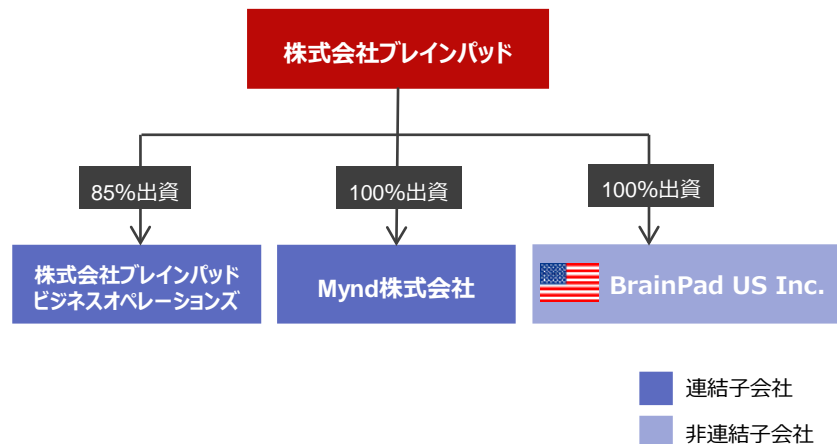 株式会社ブレインパッド
85%出資
100%出資
100%出資
株式会社ブレインパッド
ビジネスオペレーションズ
Mynd株式会社
BrainPad US Inc.
連結子会社
非連結子会社